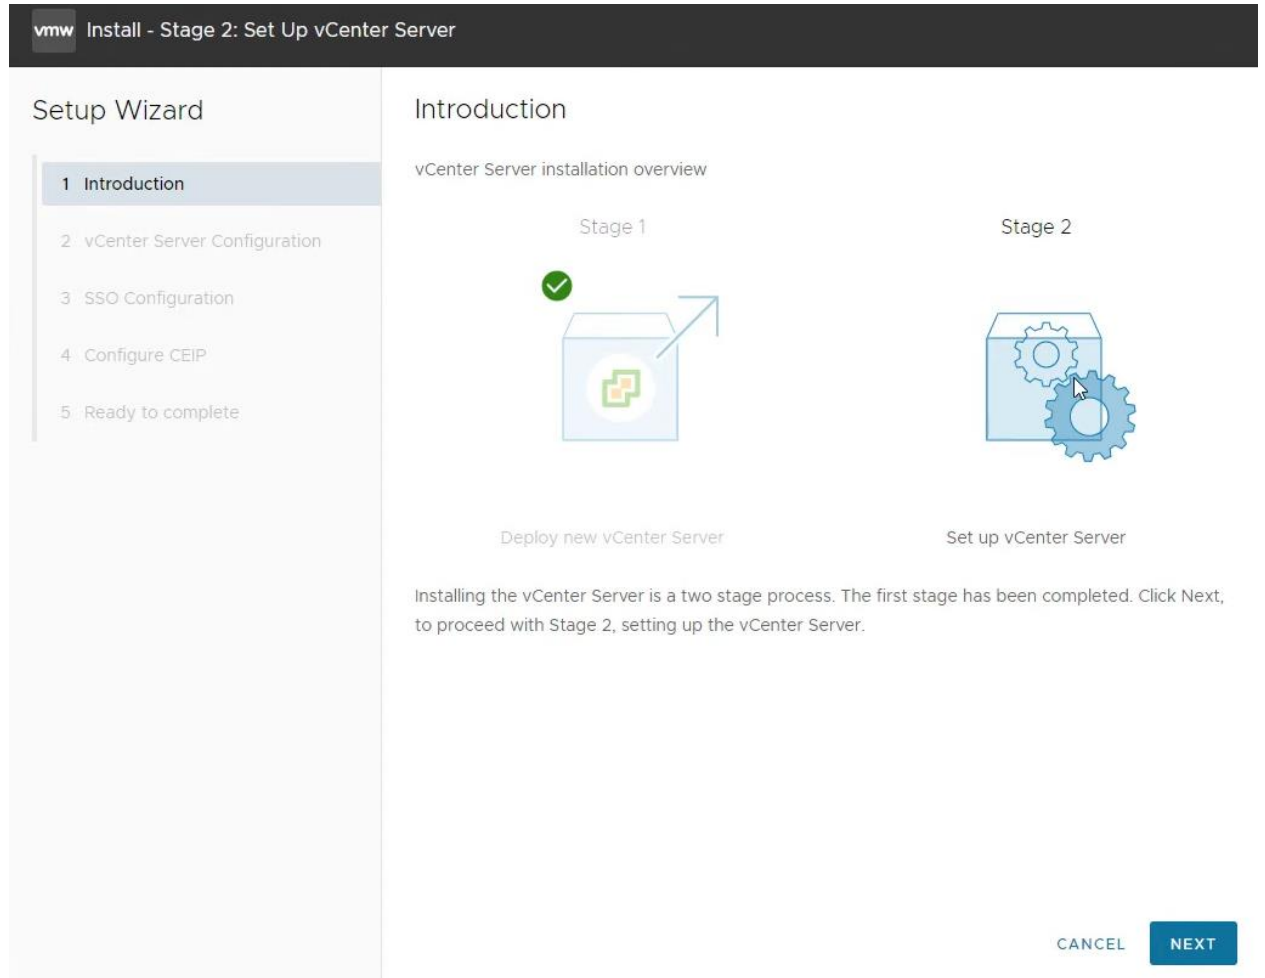 vmw Install - Stage 2: Set Up vCenter Server
Setup Wizard
1 Introduction
2 vCenter Server Configuration
3 SSO Configuration
4 Configure CEIP
5 Ready to complete
Introduction
vCenter Server installation overview
Stage 1
Stage 2
Deploy new vCenter Server
Set up vCenter Server
Installing the vCenter Server is a two stage process. The first stage has been completed. Click Next,
to proceed with Stage 2, setting up the vCenter Server.
CANCEL
NEXT